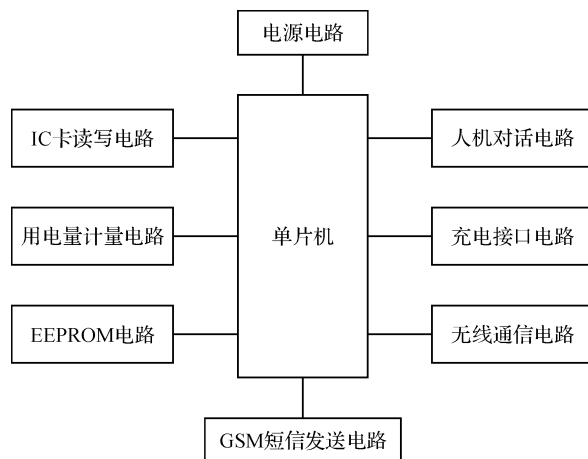 电源电路
IC卡读写电路
人机对话电路
用电量计量电路
单片机
充电接口电路
EEPROM电路
无线通信电路
GSM短信发送电路